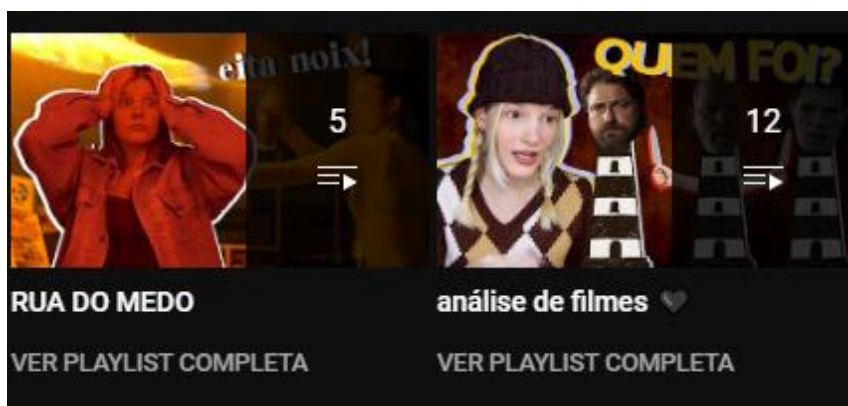 eita noix!
5
RUA DO MEDO
VER PLAYLIST COMPLETA
QUEM FOI?
12
análise de filmes 🖤
VER PLAYLIST COMPLETA